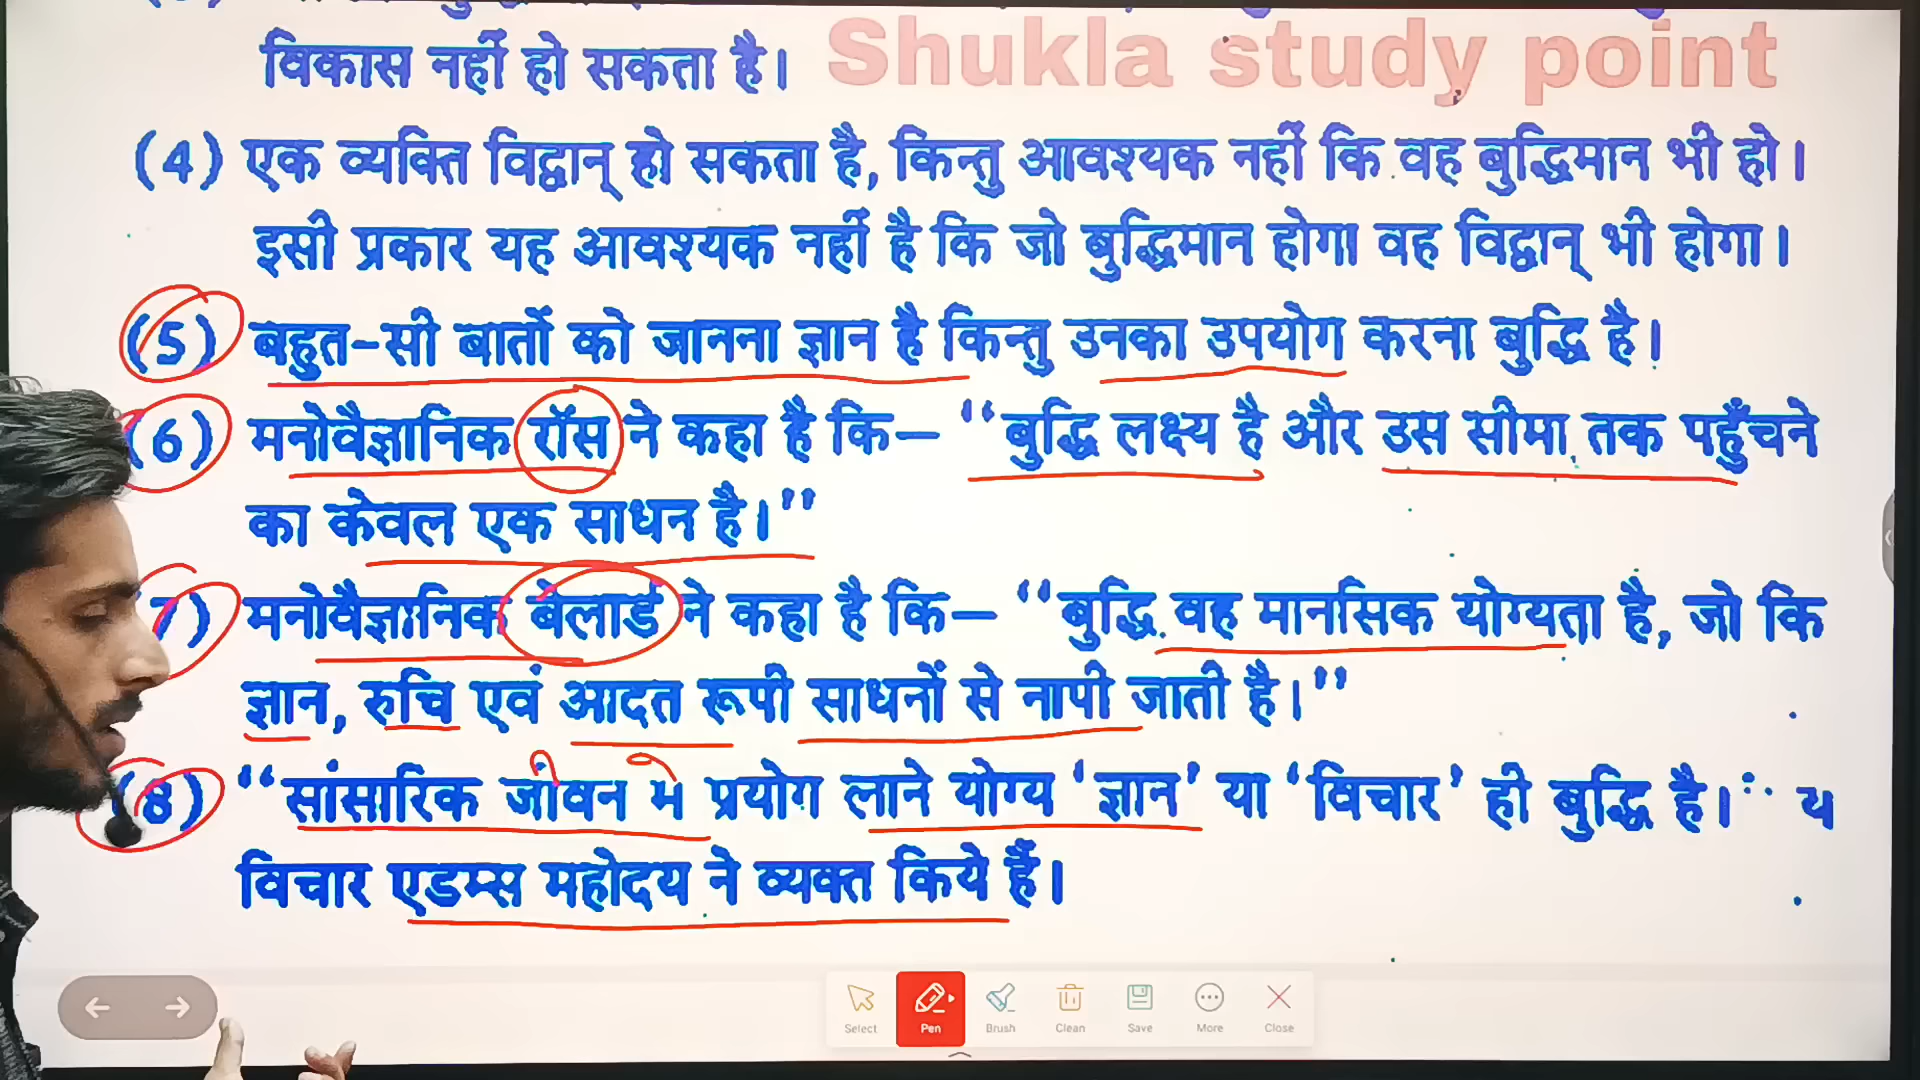 विकास नहीं हो सकता है। Shukla study point
(4) एक व्यक्ति विद्वान् हो सकता है, किन्तु आवश्यक नहीं कि वह बुद्धिमान भी हो।
इसी प्रकार यह आवश्यक नहीं है कि जो बुद्धिमान होगा वह विद्वान् भी होगा।
(5) बहुत-सी बातों को जानना ज्ञान है किन्तु उनका उपयोग करना बुद्धि है।
(6) मनोवैज्ञानिक रॉस ने कहा है कि— “बुद्धि लक्ष्य है और उस सीमा तक पहुँचने
का केवल एक साधन है।”
7) मनोवैज्ञानिक बेलार्ड ने कहा है कि— “बुद्धि वह मानसिक योग्यता है, जो कि
ज्ञान, रुचि एवं आदत रूपी साधनों से नापी जाती है।”
(8) “सांसारिक जीवन में प्रयोग लाने योग्य ‘ज्ञान’ या ‘विचार’ ही बुद्धि है।” य
विचार एडम्स महोदय ने व्यक्त किये हैं।
Select Pen Brush Clean Save More Close